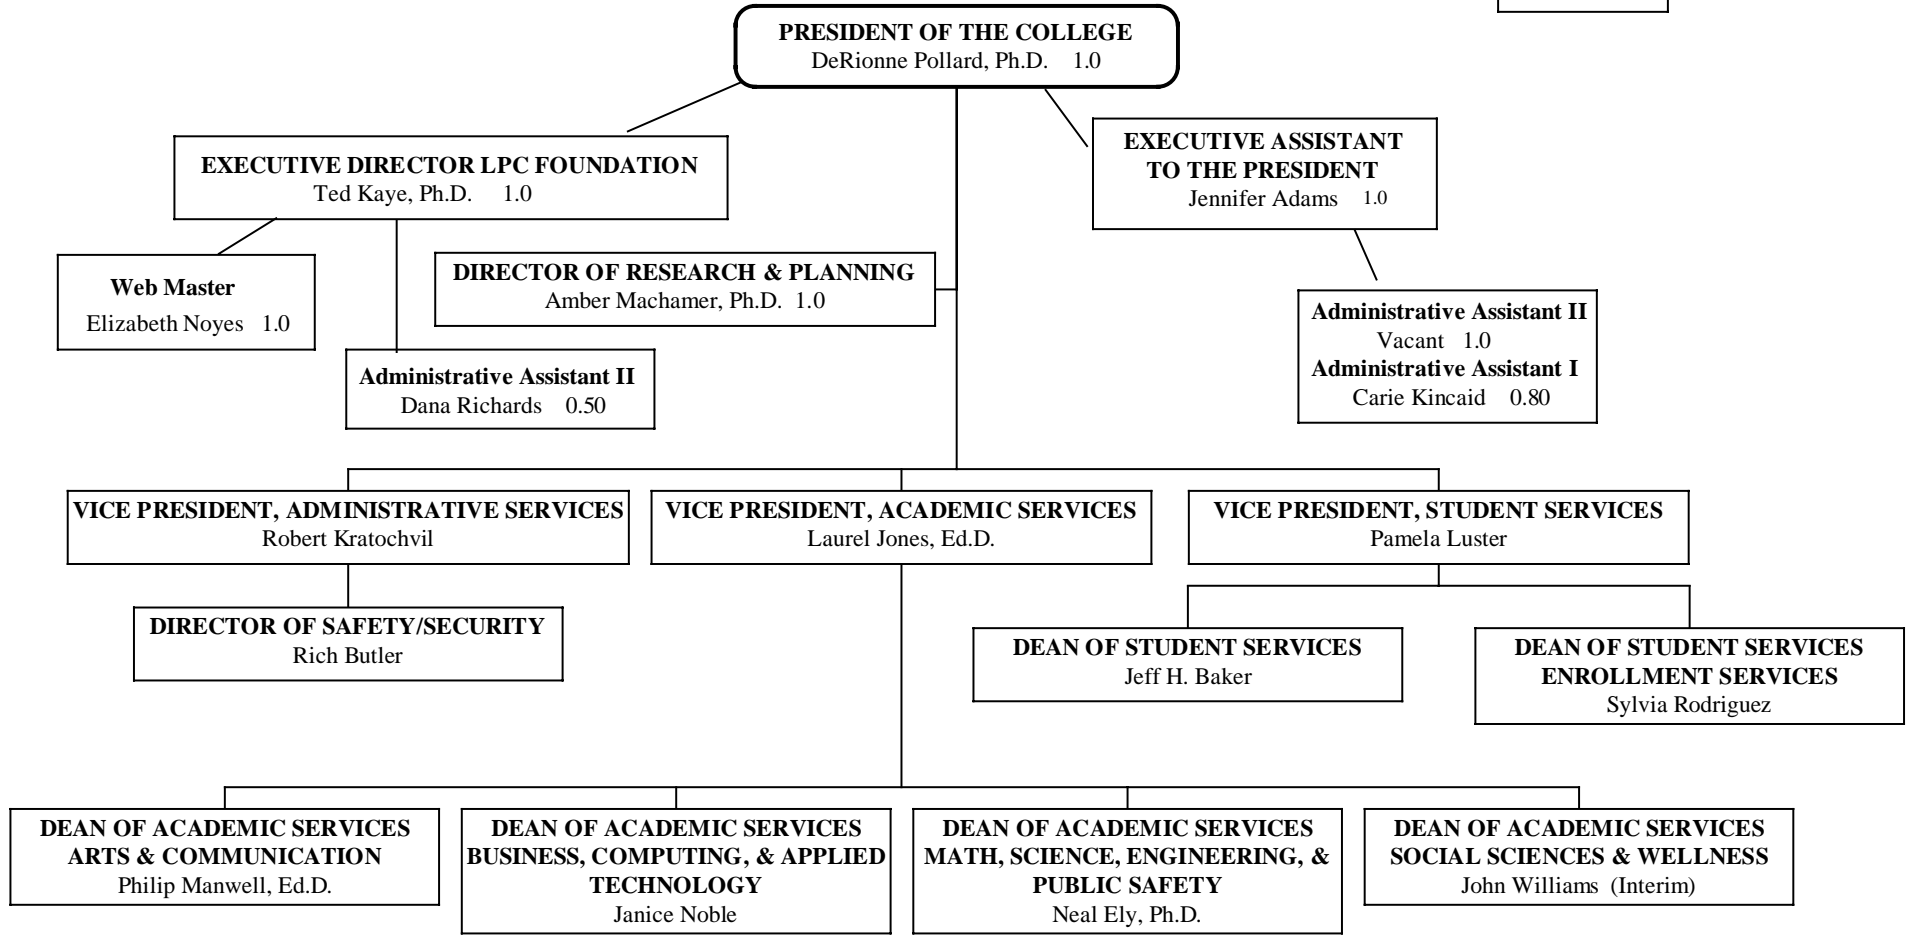 PRESIDENT OF THE COLLEGE
DeRionne Pollard, Ph.D. 1.0
EXECUTIVE DIRECTOR LPC FOUNDATION
Ted Kaye, Ph.D. 1.0
EXECUTIVE ASSISTANT
TO THE PRESIDENT
Jennifer Adams 1.0
Web Master
Elizabeth Noyes 1.0
DIRECTOR OF RESEARCH & PLANNING
Amber Machamer, Ph.D. 1.0
Administrative Assistant II
Dana Richards 0.50
Administrative Assistant II
Vacant 1.0
Administrative Assistant I
Carie Kincaid 0.80
VICE PRESIDENT, ADMINISTRATIVE SERVICES
Robert Kratochvil
VICE PRESIDENT, ACADEMIC SERVICES
Laurel Jones, Ed.D.
VICE PRESIDENT, STUDENT SERVICES
Pamela Luster
DIRECTOR OF SAFETY/SECURITY
Rich Butler
DEAN OF STUDENT SERVICES
Jeff H. Baker
DEAN OF STUDENT SERVICES
ENROLLMENT SERVICES
Sylvia Rodriguez
DEAN OF ACADEMIC SERVICES
ARTS & COMMUNICATION
Philip Manwell, Ed.D.
DEAN OF ACADEMIC SERVICES
BUSINESS, COMPUTING, & APPLIED
TECHNOLOGY
Janice Noble
DEAN OF ACADEMIC SERVICES
MATH, SCIENCE, ENGINEERING, &
PUBLIC SAFETY
Neal Ely, Ph.D.
DEAN OF ACADEMIC SERVICES
SOCIAL SCIENCES & WELLNESS
John Williams (Interim)